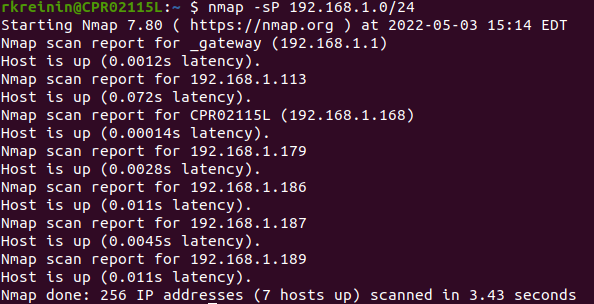 rkreinin@CPR02115L:~ $ nmap -sP 192.168.1.0/24
Starting Nmap 7.80 ( https://nmap.org ) at 2022-05-03 15:14 EDT
Nmap scan report for _gateway (192.168.1.1)
Host is up (0.0012s latency).
Nmap scan report for 192.168.1.113
Host is up (0.072s latency).
Nmap scan report for CPR02115L (192.168.1.168)
Host is up (0.00014s latency).
Nmap scan report for 192.168.1.179
Host is up (0.0028s latency).
Nmap scan report for 192.168.1.186
Host is up (0.011s latency).
Nmap scan report for 192.168.1.187
Host is up (0.0045s latency).
Nmap scan report for 192.168.1.189
Host is up (0.011s latency).
Nmap done: 256 IP addresses (7 hosts up) scanned in 3.43 seconds